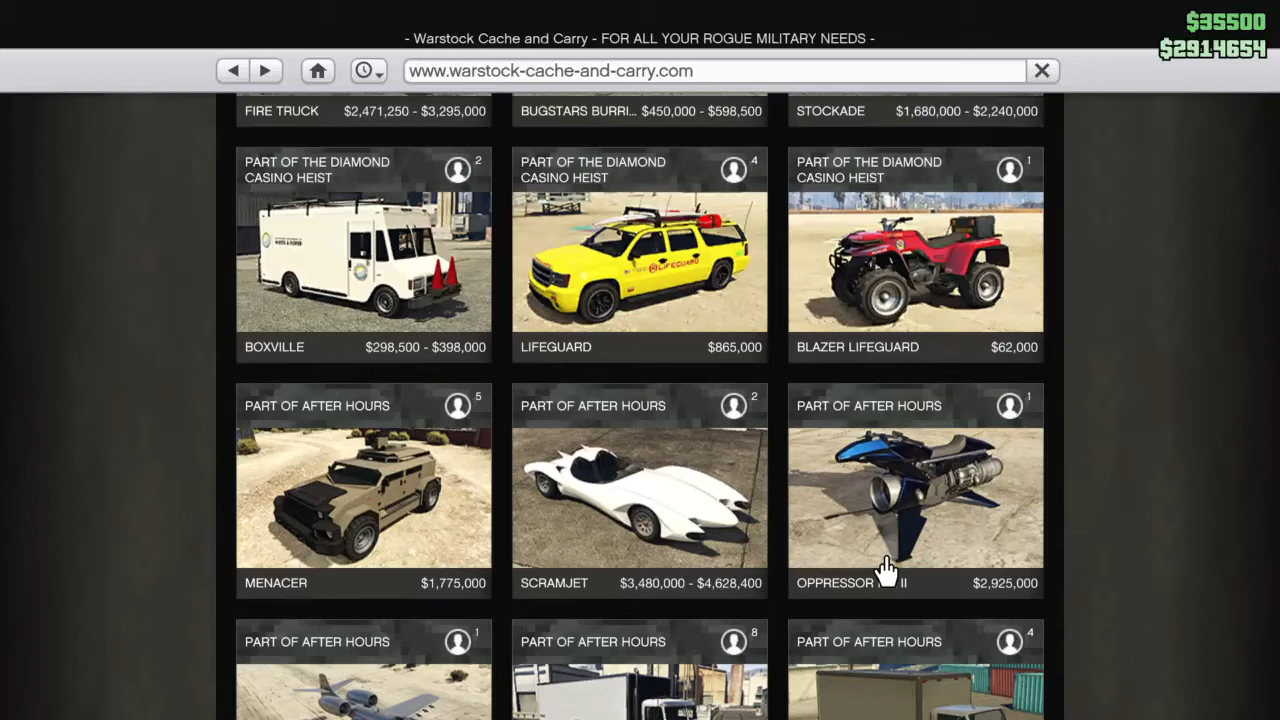 $35500
- Warstock Cache and Carry - FOR ALL YOUR ROGUE MILITARY NEEDS -
$2914654
www.warstock-cache-and-carry.com
FIRE TRUCK $2,471,250 - $3,295,000
BUGSTARS BURRI... $450,000 - $598,500
STOCKADE $1,680,000 - $2,240,000
PART OF THE DIAMOND CASINO HEIST 2
PART OF THE DIAMOND CASINO HEIST 4
PART OF THE DIAMOND CASINO HEIST 1
LIFEGUARD
BOXVILLE $298,500 - $398,000
LIFEGUARD $865,000
BLAZER LIFEGUARD $62,000
PART OF AFTER HOURS 5
PART OF AFTER HOURS 2
PART OF AFTER HOURS 1
MENACER $1,775,000
SCRAMJET $3,480,000 - $4,628,400
OPPRESSOR II $2,925,000
PART OF AFTER HOURS 1
PART OF AFTER HOURS 8
PART OF AFTER HOURS 4